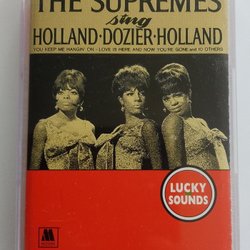 THE SUPREMES
sing
HOLLAND·DOZIER·HOLLAND
YOU KEEP ME HANGIN' ON - LOVE IS HERE AND NOW YOU'RE GONE and 10 OTHERS
LUCKY
SOUNDS
M